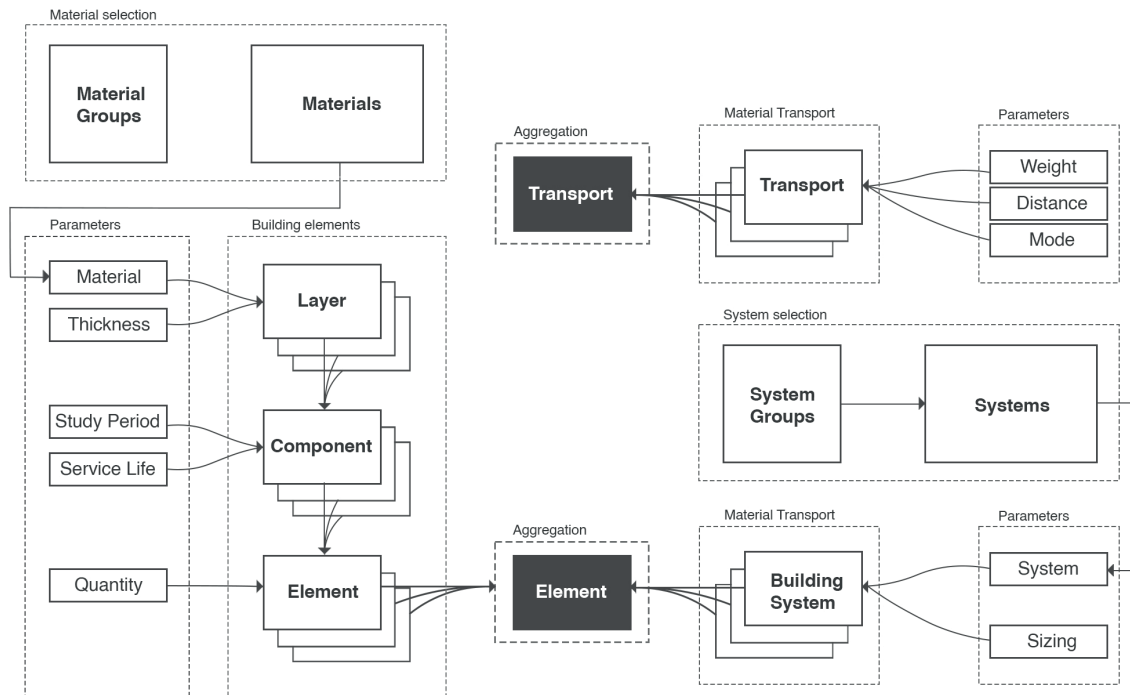 Material selection
Material
Groups
Materials
Parameters
Material
Thickness
Study Period
Service Life
Quantity
Building elements
Layer
Component
Element
Aggregation
Transport
Material Transport
Transport
Parameters
Weight
Distance
Mode
System selection
System
Groups
Systems
Aggregation
Element
Material Transport
Building
System
Parameters
System
Sizing